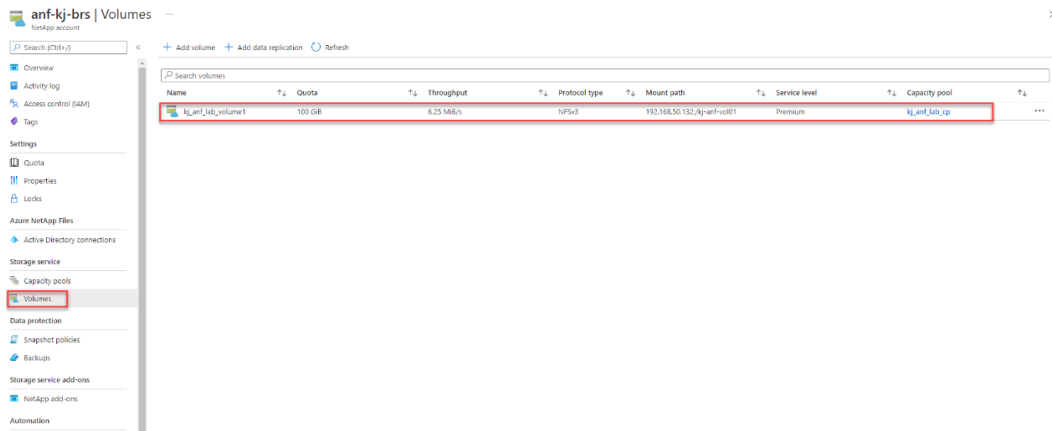 anf-kj-brs | Volumes ...
NetApp account
Search (Ctrl+/) «
Overview
Activity log
Access control (IAM)
Tags
Settings
Quota
Properties
Locks
Azure NetApp Files
Active Directory connections
Storage service
Capacity pools
Volumes
Data protection
Snapshot policies
Backups
Storage service add-ons
NetApp add-ons
Automation
+ Add volume + Add data replication Refresh
Search volumes
Name ↑↓ Quota ↑↓ Throughput ↑↓ Protocol type ↑↓ Mount path ↑↓ Service level ↑↓ Capacity pool ↑↓
kj_anf_lab_volume1 100 GiB 6.25 MiB/s NFSv3 192.168.50.132:/kj-anf-vol01 Premium kj_anf_lab_cp ...